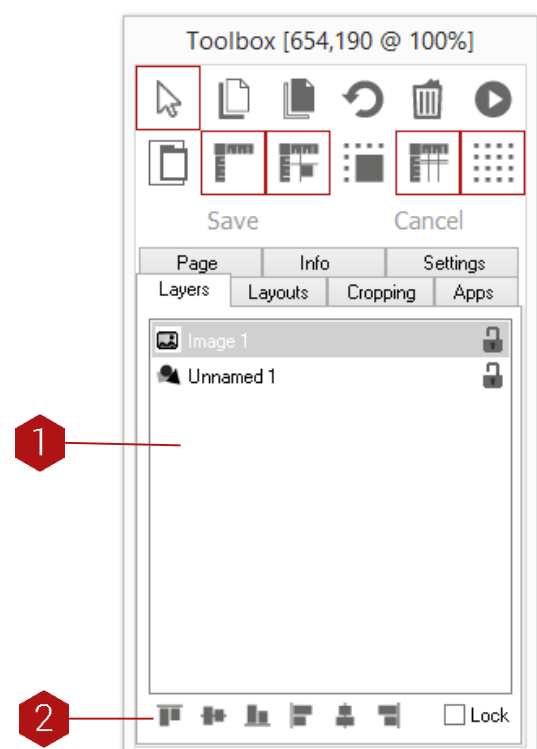 Toolbox [654,190 @ 100%]
Save Cancel
Page Info Settings
Layers Layouts Cropping Apps
Image 1
Unnamed 1
1
2
Lock